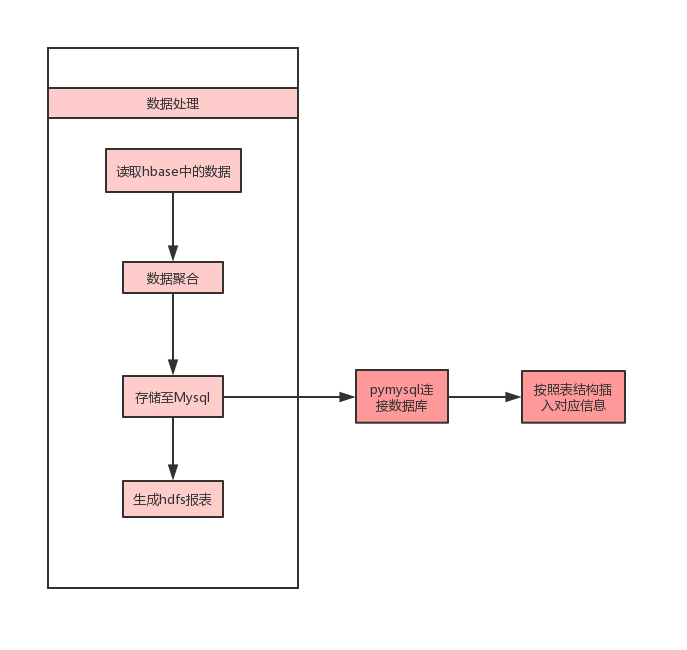 数据处理
读取hbase中的数据
数据聚合
存储至Mysql
pymysql连
接数据库
按照表结构插
入对应信息
生成hdfs报表